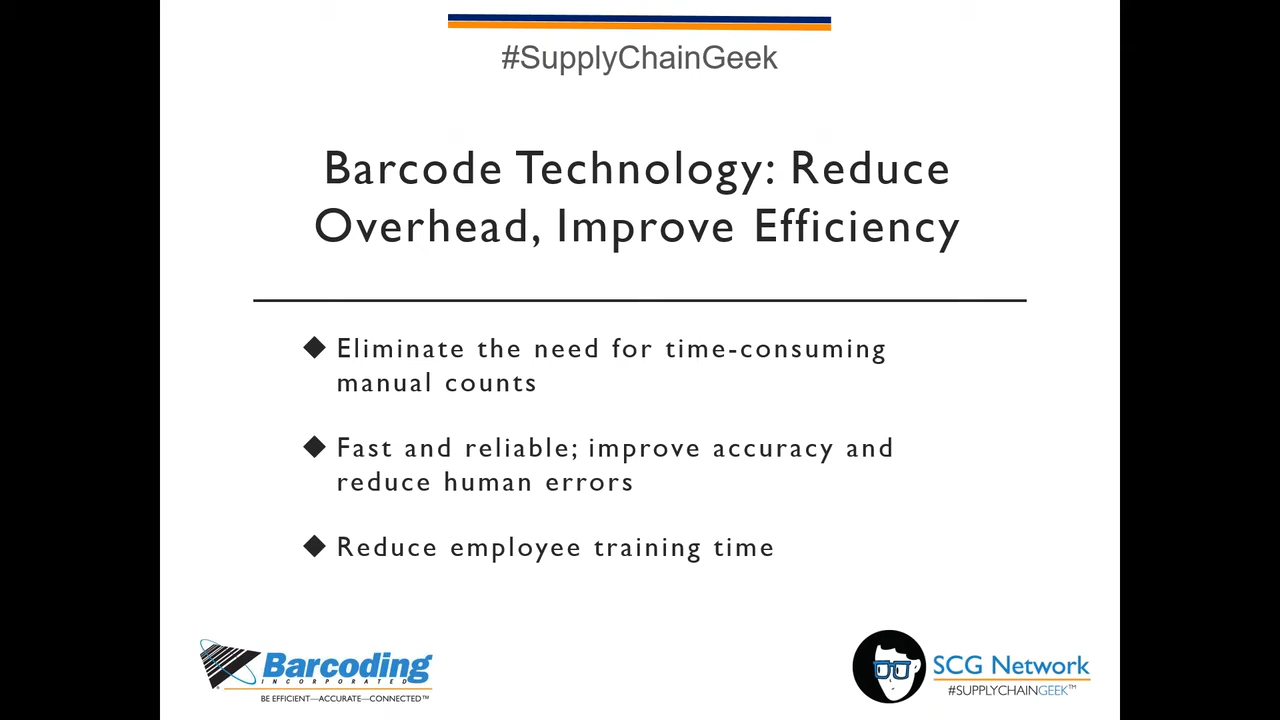 #SupplyChainGeek
Barcode Technology: Reduce
Overhead, Improve Efficiency
◆ Eliminate the need for time-consuming
manual counts
◆ Fast and reliable; improve accuracy and
reduce human errors
◆ Reduce employee training time
Barcoding
INCORPORATED
BE EFFICIENT—ACCURATE—CONNECTED™
SCG Network
#SUPPLYCHAINGEEK™